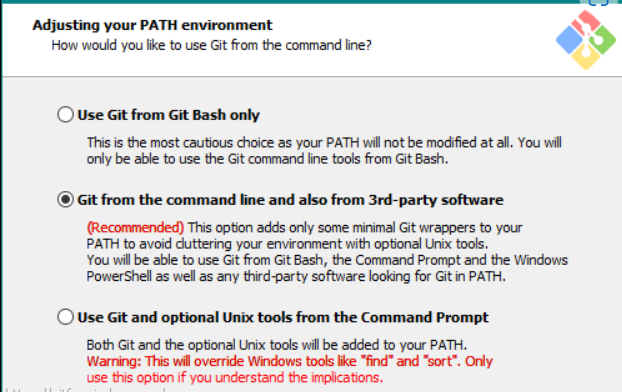 Adjusting your PATH environment
How would you like to use Git from the command line?
Use Git from Git Bash only
This is the most cautious choice as your PATH will not be modified at all. You will
only be able to use the Git command line tools from Git Bash.
Git from the command line and also from 3rd-party software
(Recommended) This option adds only some minimal Git wrappers to your
PATH to avoid cluttering your environment with optional Unix tools.
You will be able to use Git from Git Bash, the Command Prompt and the Windows
PowerShell as well as any third-party software looking for Git in PATH.
Use Git and optional Unix tools from the Command Prompt
Both Git and the optional Unix tools will be added to your PATH.
Warning: This will override Windows tools like "find" and "sort". Only
use this option if you understand the implications.